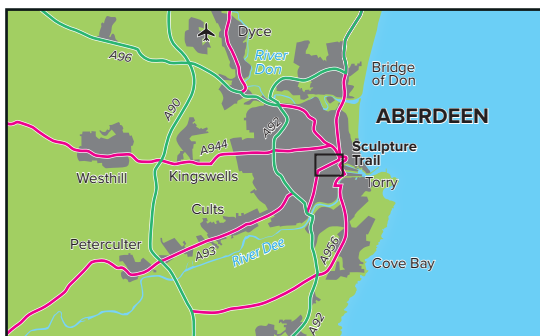 Dyce
A96
River
Don
Bridge
of Don
A90
ABERDEEN
A92
A944
Sculpture
Trail
Westhill
Kingswells
Torry
Cults
Peterculter
A93
River Dee
A956
Cove Bay
A92